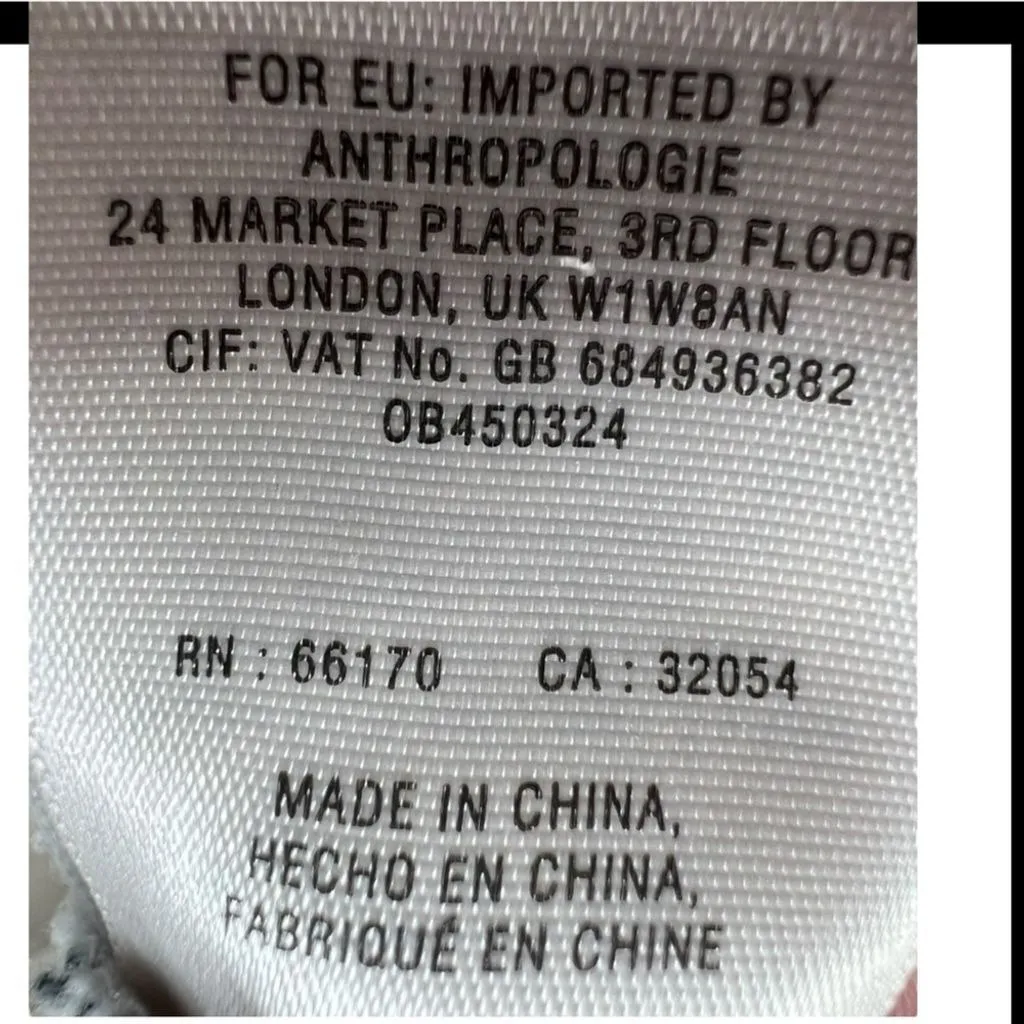 FOR EU: IMPORTED BY
ANTHROPOLOGIE
24 MARKET PLACE, 3RD FLOOR
LONDON, UK W1W8AN
CIF: VAT No. GB 684936382
OB450324
RN : 66170 CA : 32054
MADE IN CHINA,
HECHO EN CHINA,
FABRIQUÉ EN CHINE